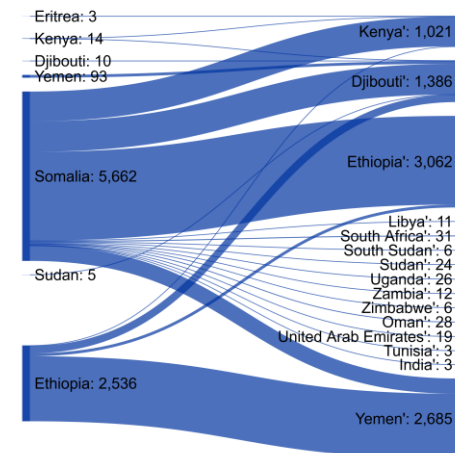 Eritrea: 3
Kenya: 14
Djibouti: 10
Yemen: 93
Somalia: 5,662
Sudan: 5
Ethiopia: 2,536
Kenya': 1,021
Djibouti': 1,386
Ethiopia': 3,062
Libya': 11
South Africa': 31
South Sudan': 6
Sudan': 24
Uganda': 26
Zambia': 12
Zimbabwe': 6
Oman': 28
United Arab Emirates': 19
Tunisia': 3
India': 3
Yemen': 2,685